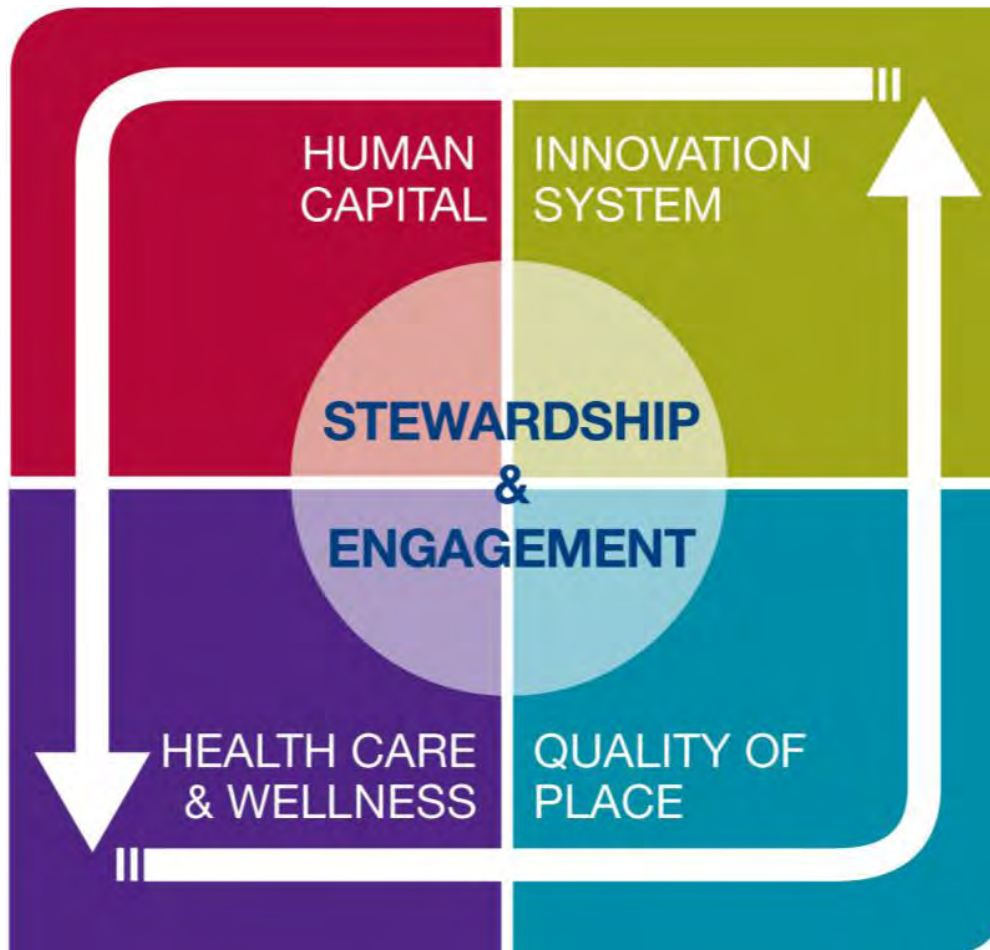 HUMAN
CAPITAL
INNOVATION
SYSTEM
STEWARDSHIP
&
ENGAGEMENT
HEALTH CARE
& WELLNESS
QUALITY OF
PLACE